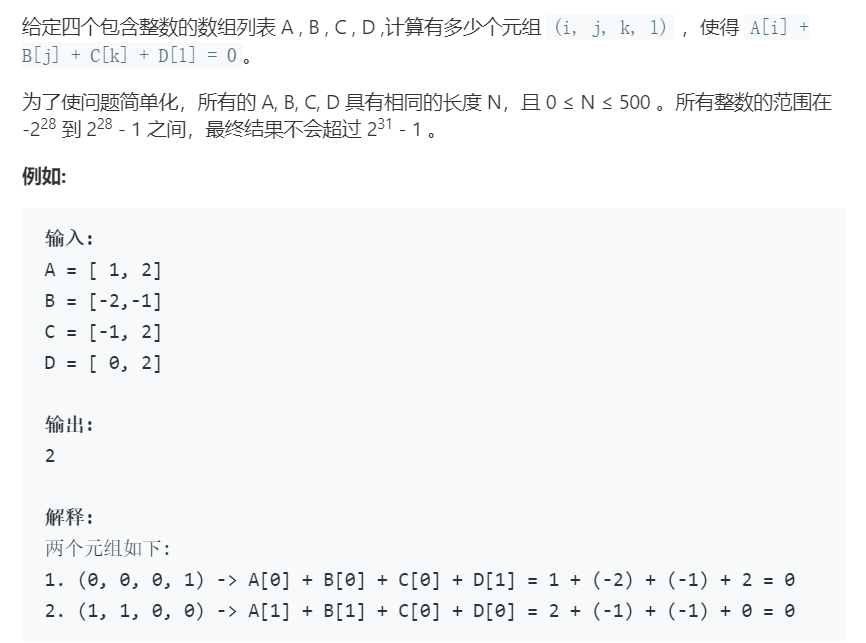 给定四个包含整数的数组列表 A , B , C , D ,计算有多少个元组 (i, j, k, l) ，使得 A[i] +
B[j] + C[k] + D[l] = 0 。
为了使问题简单化，所有的 A, B, C, D 具有相同的长度 N，且 0 ≤ N ≤ 500 。所有整数的范围在
-2²⁸ 到 2²⁸ - 1 之间，最终结果不会超过 2³¹ - 1 。
例如:
输入:
A = [ 1, 2]
B = [-2,-1]
C = [-1, 2]
D = [ 0, 2]
输出:
2
解释:
两个元组如下:
1. (0, 0, 0, 1) -> A[0] + B[0] + C[0] + D[1] = 1 + (-2) + (-1) + 2 = 0
2. (1, 1, 0, 0) -> A[1] + B[1] + C[0] + D[0] = 2 + (-1) + (-1) + 0 = 0